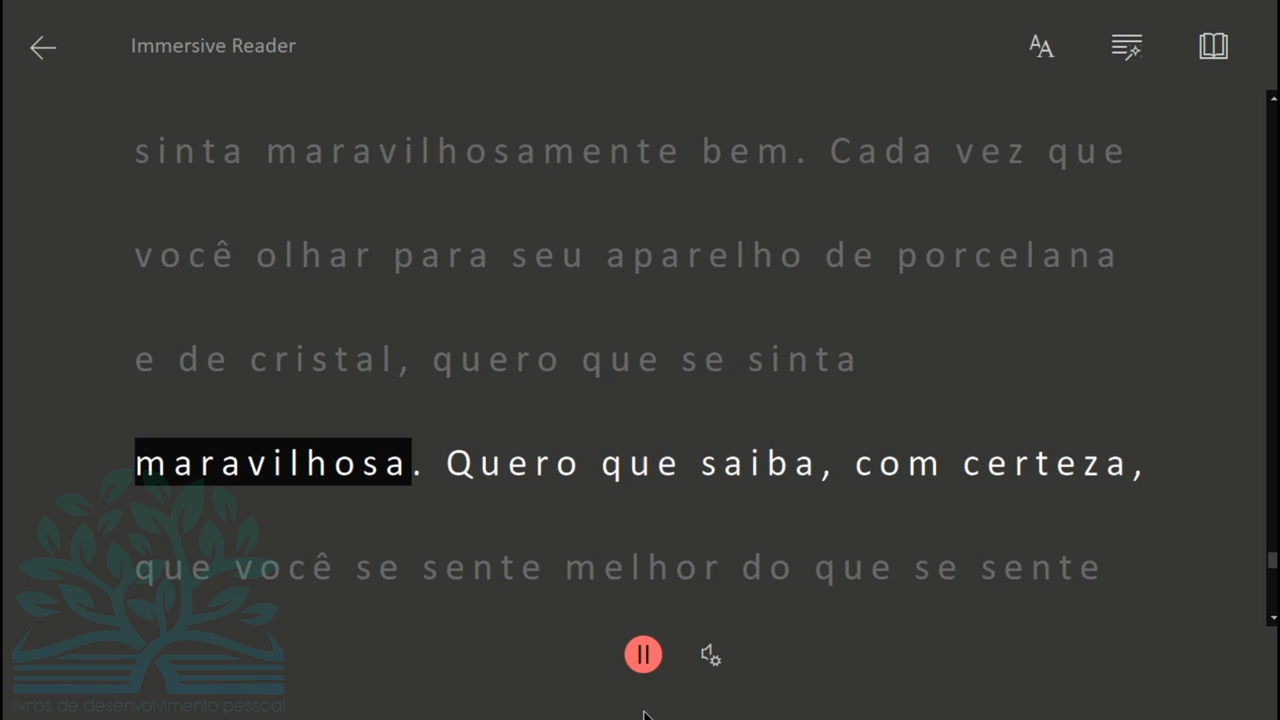 Immersive Reader
sinta maravilhosamente bem. Cada vez que
você olhar para seu aparelho de porcelana
e de cristal, quero que se sinta
maravilhosa. Quero que saiba, com certeza,
que você se sente melhor do que se sente
livros de desenvolvimento pessoal